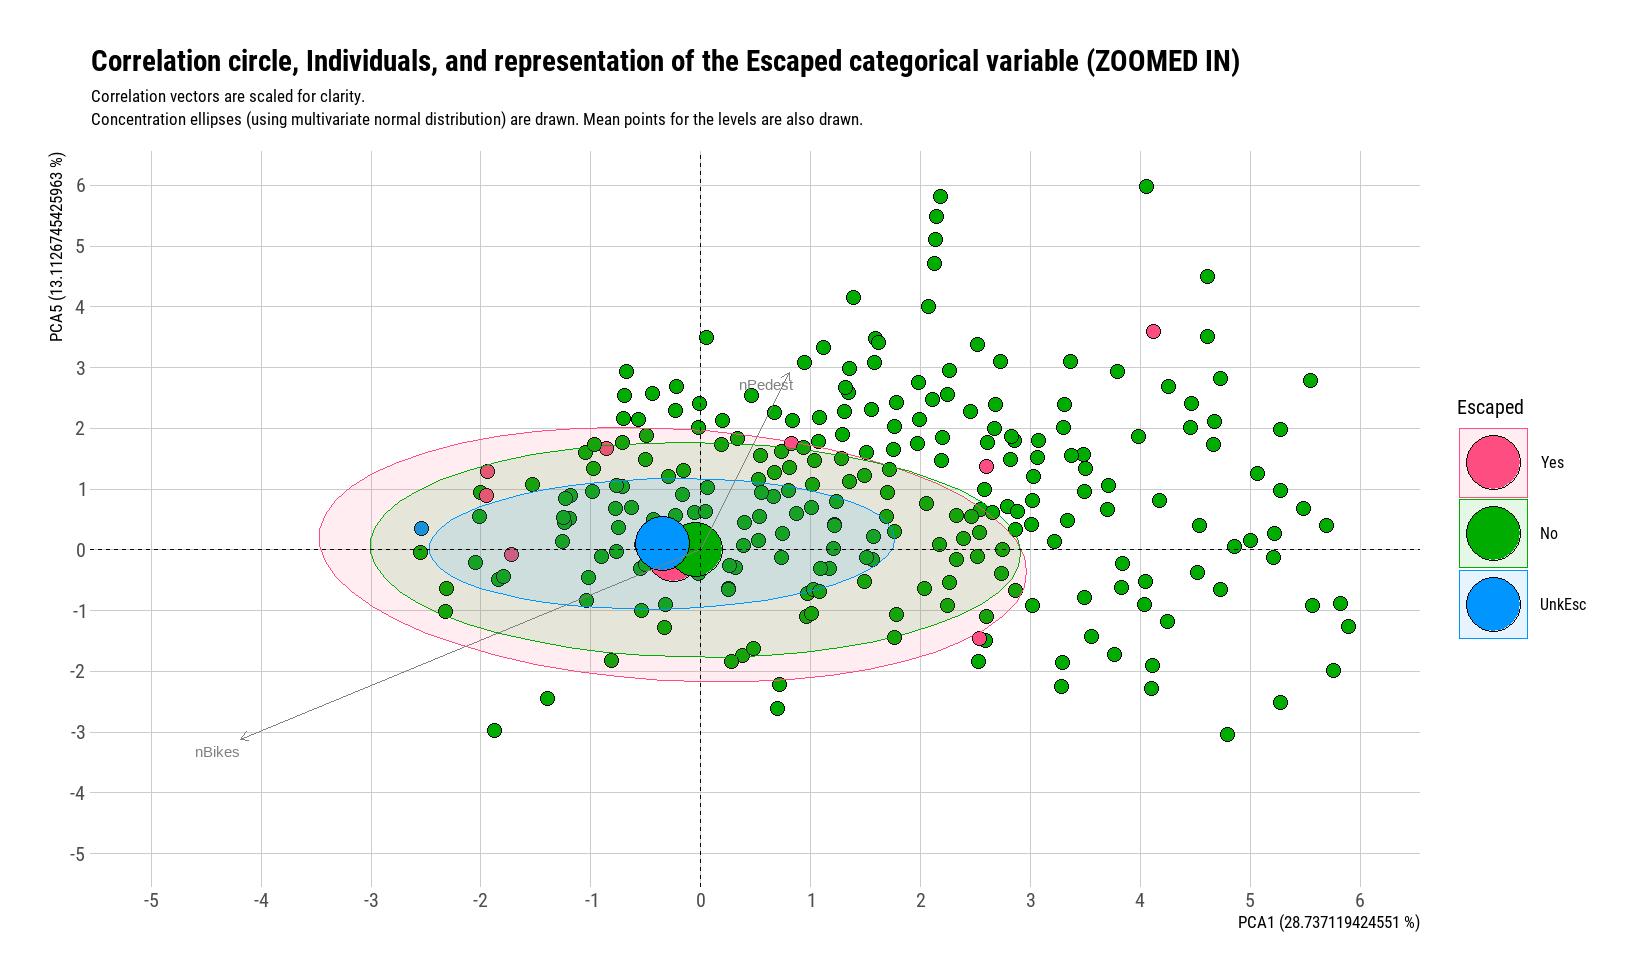 Correlation circle, Individuals, and representation of the Escaped categorical variable (ZOOMED IN)
Correlation vectors are scaled for clarity.
Concentration ellipses (using multivariate normal distribution) are drawn. Mean points for the levels are also drawn.
PCA5 (13.1126745425963 %)
6
5
4
3
2
1
0
-1
-2
-3
-4
-5
nPedest
nBikes
-5
-4
-3
-2
-1
0
1
2
3
4
5
6
PCA1 (28.737119424551 %)
Escaped
Yes
No
UnkEsc